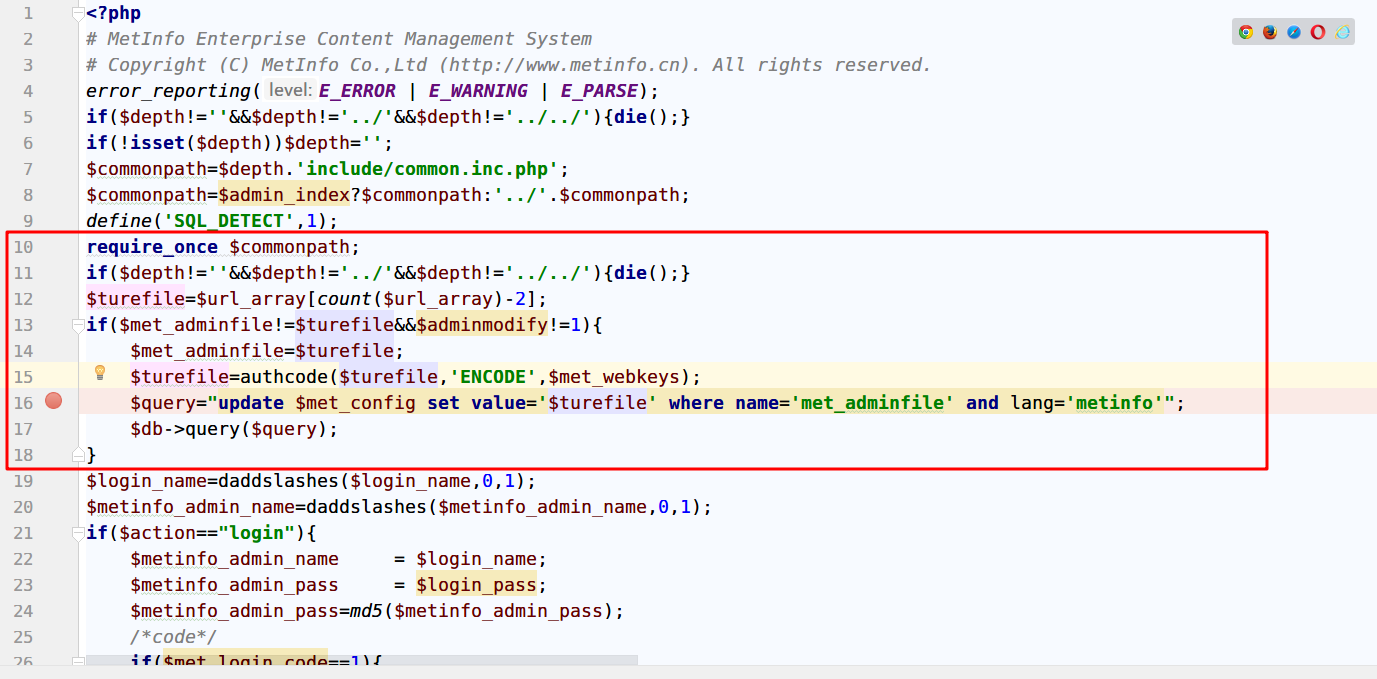 1 <?php
2 # MetInfo Enterprise Content Management System
3 # Copyright (C) MetInfo Co.,Ltd (http://www.metinfo.cn). All rights reserved.
4 error_reporting( level: E_ERROR | E_WARNING | E_PARSE);
5 if($depth!=''&&$depth!='../'&&$depth!='../../'){die();}
6 if(!isset($depth))$depth='';
7 $commonpath=$depth.'include/common.inc.php';
8 $commonpath=$admin_index?$commonpath:'../'.$commonpath;
9 define('SQL_DETECT',1);
10 require_once $commonpath;
11 if($depth!=''&&$depth!='../'&&$depth!='../../'){die();}
12 $turefile=$url_array[count($url_array)-2];
13 if($met_adminfile!=$turefile&&$adminmodify!=1){
14     $met_adminfile=$turefile;
15     $turefile=authcode($turefile,'ENCODE',$met_webkeys);
16     $query="update $met_config set value='$turefile' where name='met_adminfile' and lang='metinfo'";
17     $db->query($query);
18 }
19 $login_name=daddslashes($login_name,0,1);
20 $metinfo_admin_name=daddslashes($metinfo_admin_name,0,1);
21 if($action=="login"){
22     $metinfo_admin_name     = $login_name;
23     $metinfo_admin_pass     = $login_pass;
24     $metinfo_admin_pass=md5($metinfo_admin_pass);
25     /*code*/
26     if($met_login_code==1){